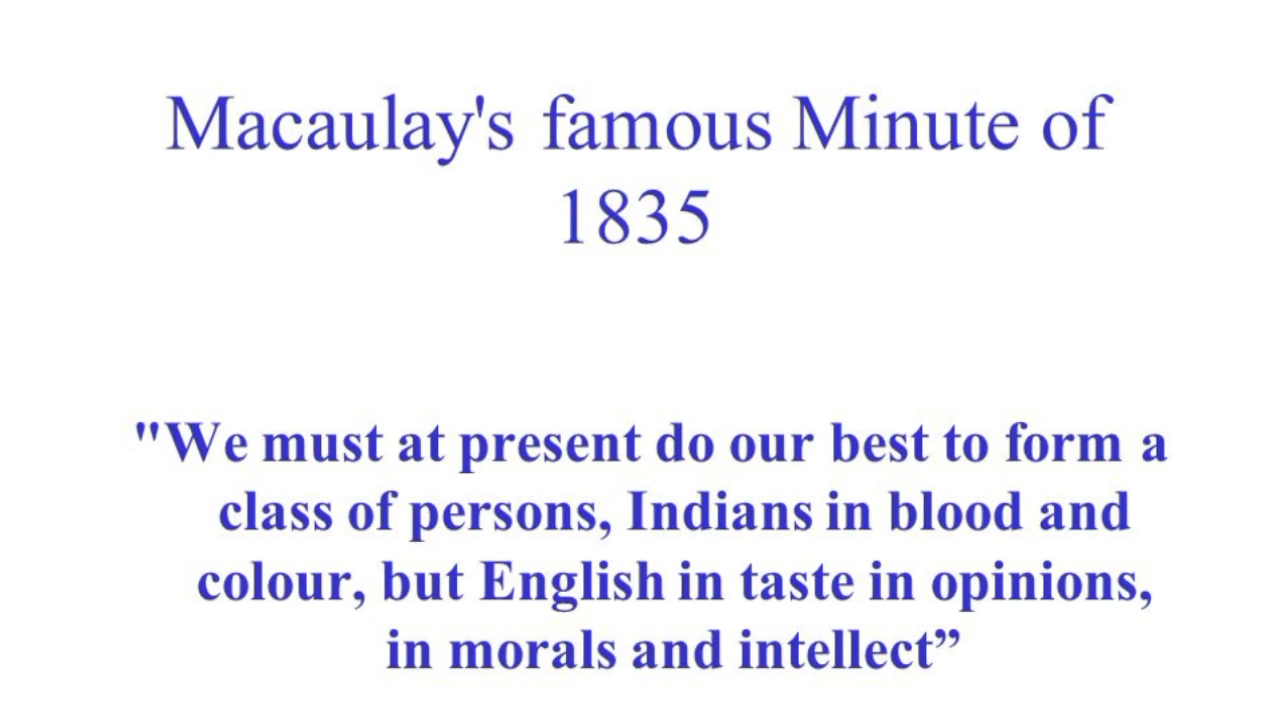 Macaulay's famous Minute of
1835
"We must at present do our best to form a
class of persons, Indians in blood and
colour, but English in taste in opinions,
in morals and intellect”